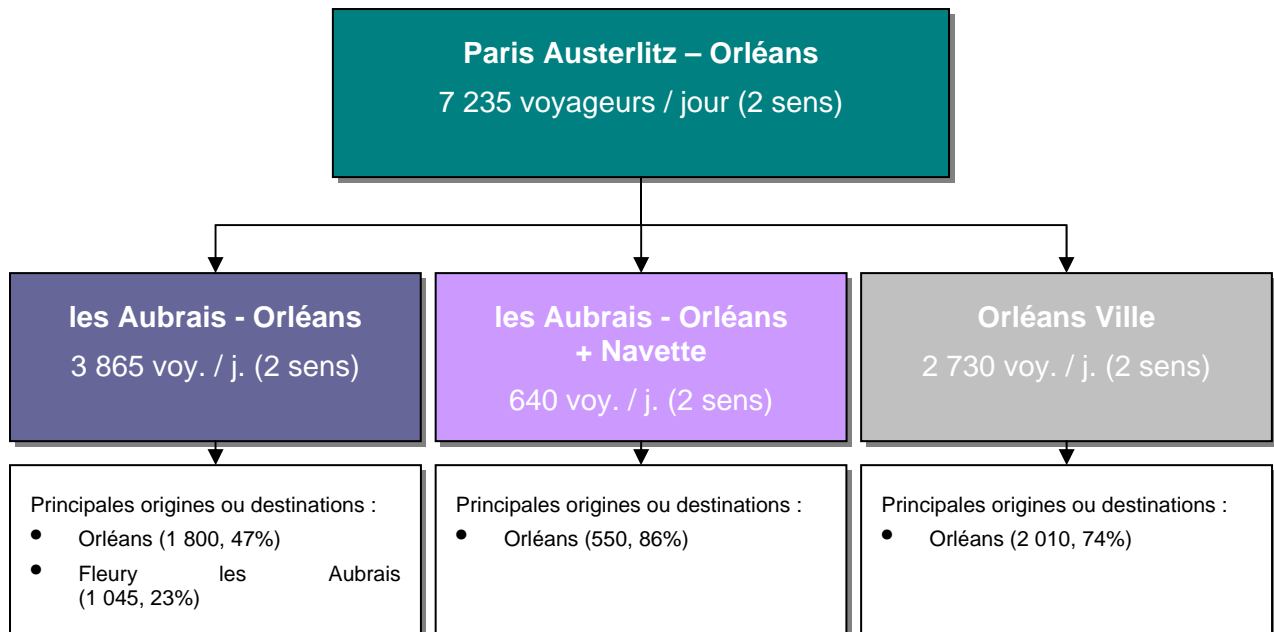 Paris Austerlitz – Orléans
7 235 voyageurs / jour (2 sens)
les Aubrais - Orléans
3 865 voy. / j. (2 sens)
les Aubrais - Orléans
+ Navette
640 voy. / j. (2 sens)
Orléans Ville
2 730 voy. / j. (2 sens)
Principales origines ou destinations :
• Orléans (1 800, 47%)
• Fleury les Aubrais
(1 045, 23%)
Principales origines ou destinations :
• Orléans (550, 86%)
Principales origines ou destinations :
• Orléans (2 010, 74%)